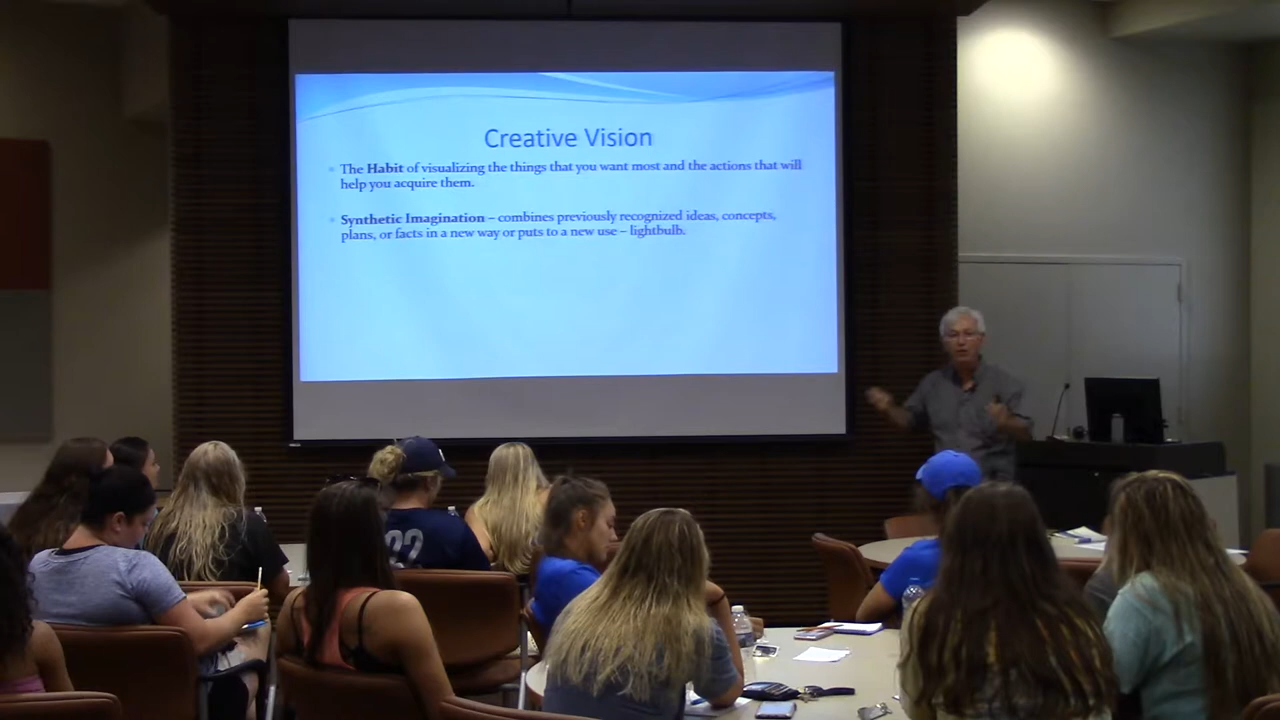 Creative Vision
The Habit of visualizing the things that you want most and the actions that will
help you acquire them.
Synthetic Imagination – combines previously recognized ideas, concepts,
plans, or facts in a new way or puts to a new use – lightbulb.
22